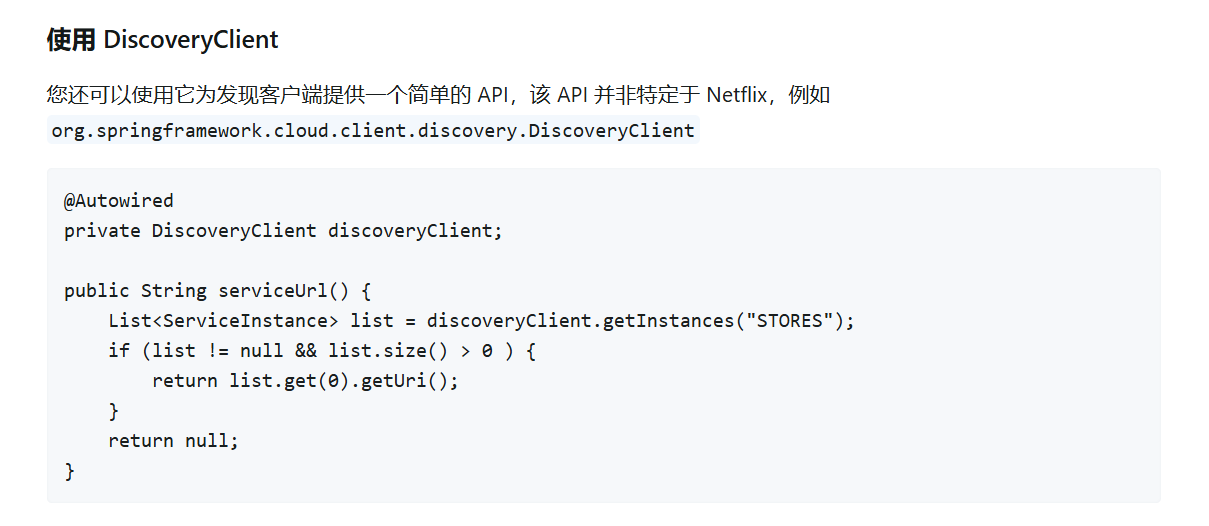 使用 DiscoveryClient
您还可以使用它为发现客户端提供一个简单的 API，该 API 并非特定于 Netflix，例如
org.springframework.cloud.client.discovery.DiscoveryClient
@Autowired
private DiscoveryClient discoveryClient;

public String serviceUrl() {
    List<ServiceInstance> list = discoveryClient.getInstances("STORES");
    if (list != null && list.size() > 0 ) {
        return list.get(0).getUri();
    }
    return null;
}